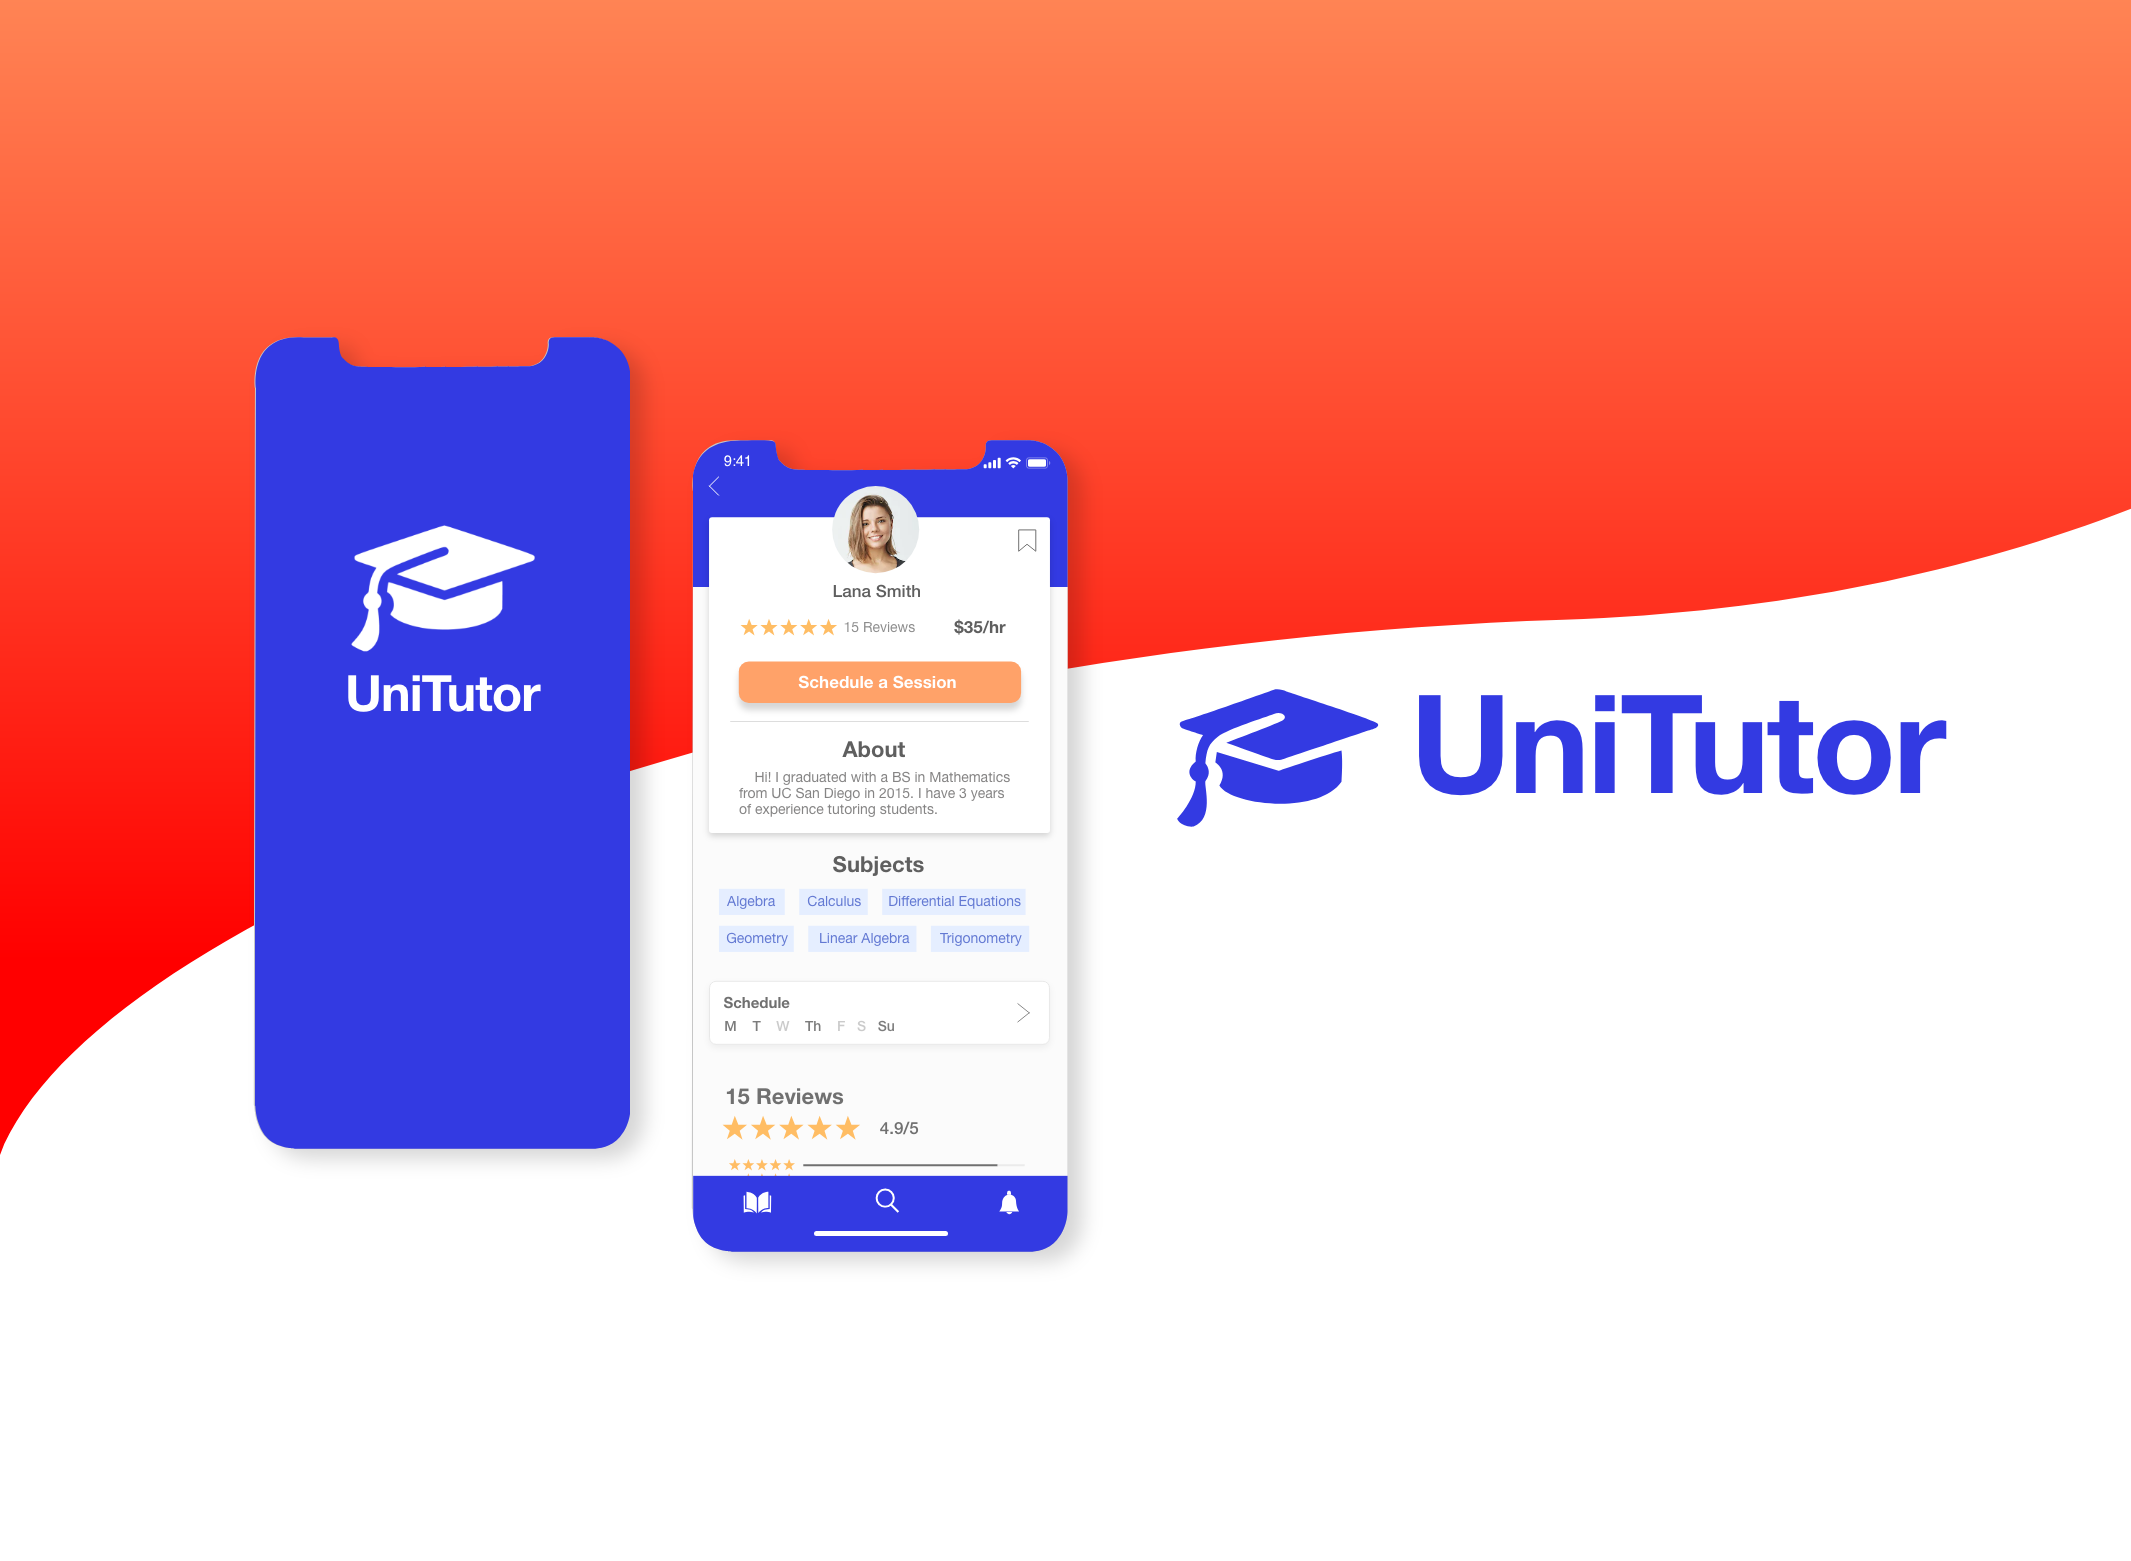 UniTutor
9:41
Lana Smith
15 Reviews $35/hr
Schedule a Session
About
Hi! I graduated with a BS in Mathematics
from UC San Diego in 2015. I have 3 years
of experience tutoring students.
Subjects
Algebra Calculus Differential Equations
Geometry Linear Algebra Trigonometry
Schedule
M T W Th F S Su
15 Reviews
4.9/5
UniTutor